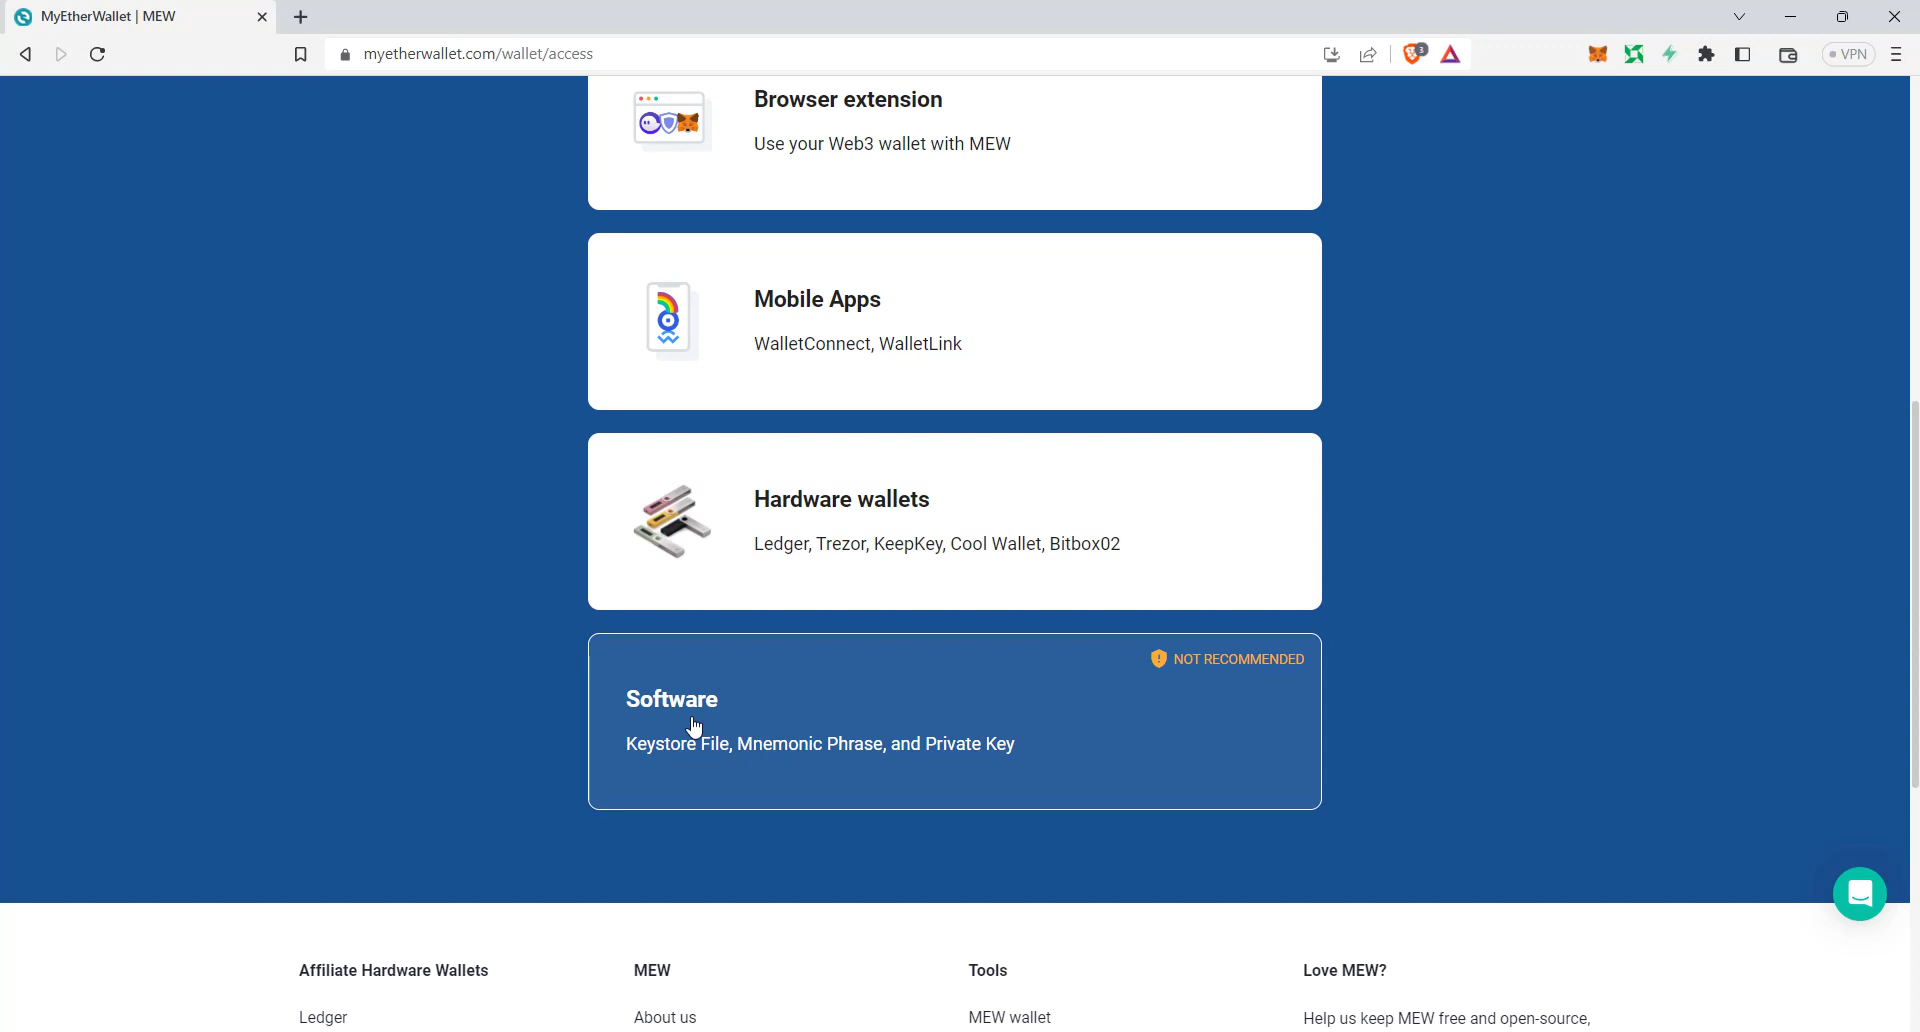 MyEtherWallet | MEW
myetherwallet.com/wallet/access
3
VPN
Browser extension
Use your Web3 wallet with MEW
Mobile Apps
WalletConnect, WalletLink
Hardware wallets
Ledger, Trezor, KeepKey, Cool Wallet, Bitbox02
NOT RECOMMENDED
Software
Keystore File, Mnemonic Phrase, and Private Key
Affiliate Hardware Wallets
MEW
Tools
Love MEW?
Ledger
About us
MEW wallet
Help us keep MEW free and open-source,